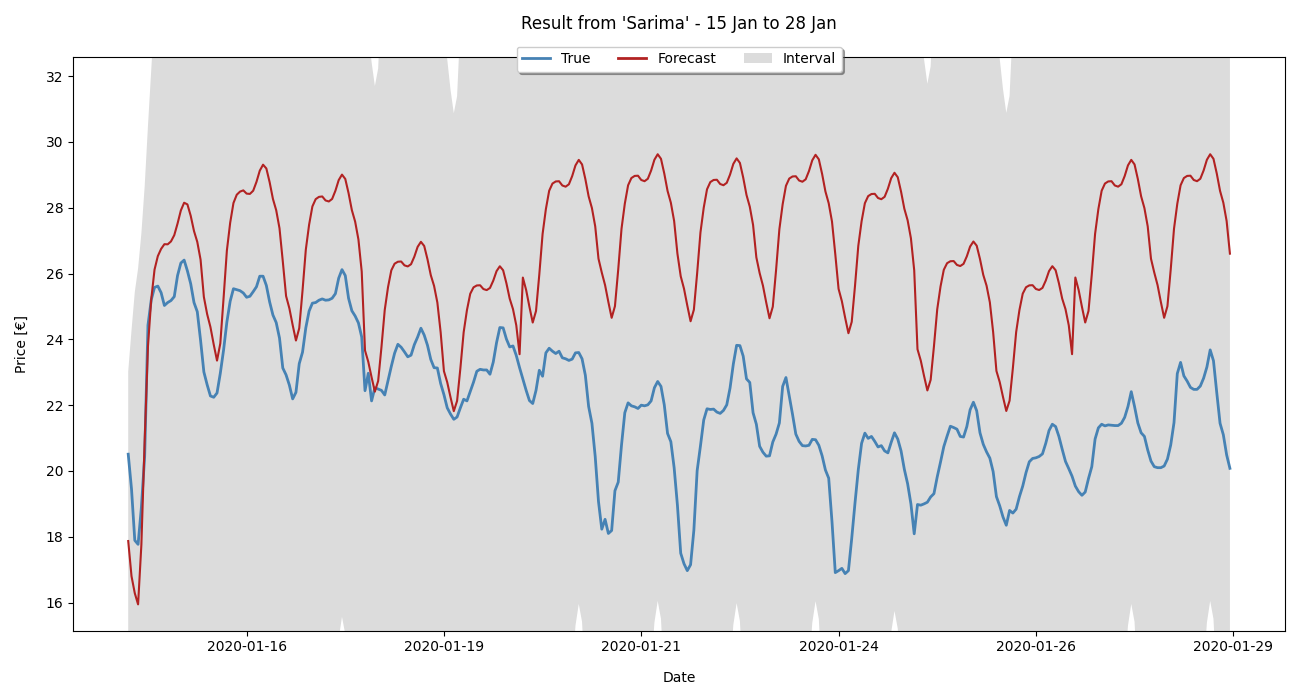 Result from 'Sarima' - 15 Jan to 28 Jan
True Forecast Interval
32
30
28
26
24
22
20
18
16
Price [€]
2020-01-16 2020-01-19 2020-01-21 2020-01-24 2020-01-26 2020-01-29
Date